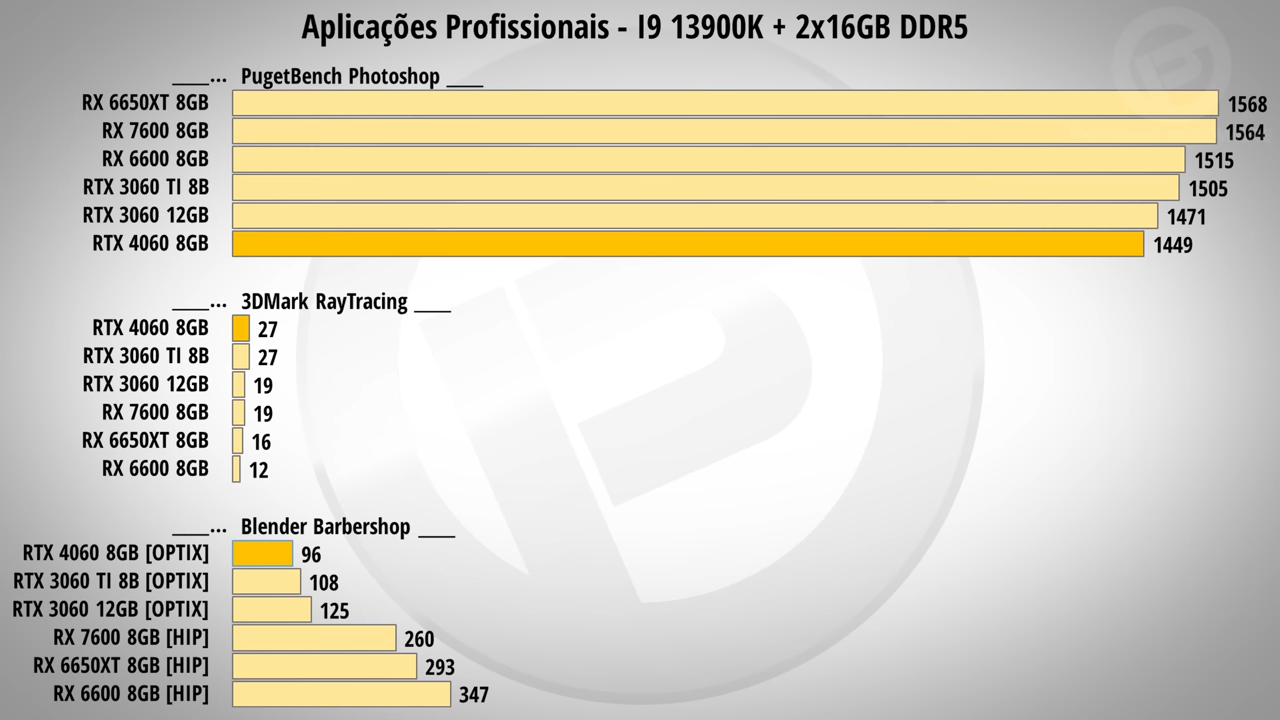 Aplicações Profissionais - I9 13900K + 2x16GB DDR5
____... PugetBench Photoshop ____
RX 6650XT 8GB 1568
RX 7600 8GB 1564
RX 6600 8GB 1515
RTX 3060 TI 8B 1505
RTX 3060 12GB 1471
RTX 4060 8GB 1449
____... 3DMark RayTracing ____
RTX 4060 8GB 27
RTX 3060 TI 8B 27
RTX 3060 12GB 19
RX 7600 8GB 19
RX 6650XT 8GB 16
RX 6600 8GB 12
____... Blender Barbershop ____
RTX 4060 8GB [OPTIX] 96
RTX 3060 TI 8B [OPTIX] 108
RTX 3060 12GB [OPTIX] 125
RX 7600 8GB [HIP] 260
RX 6650XT 8GB [HIP] 293
RX 6600 8GB [HIP] 347